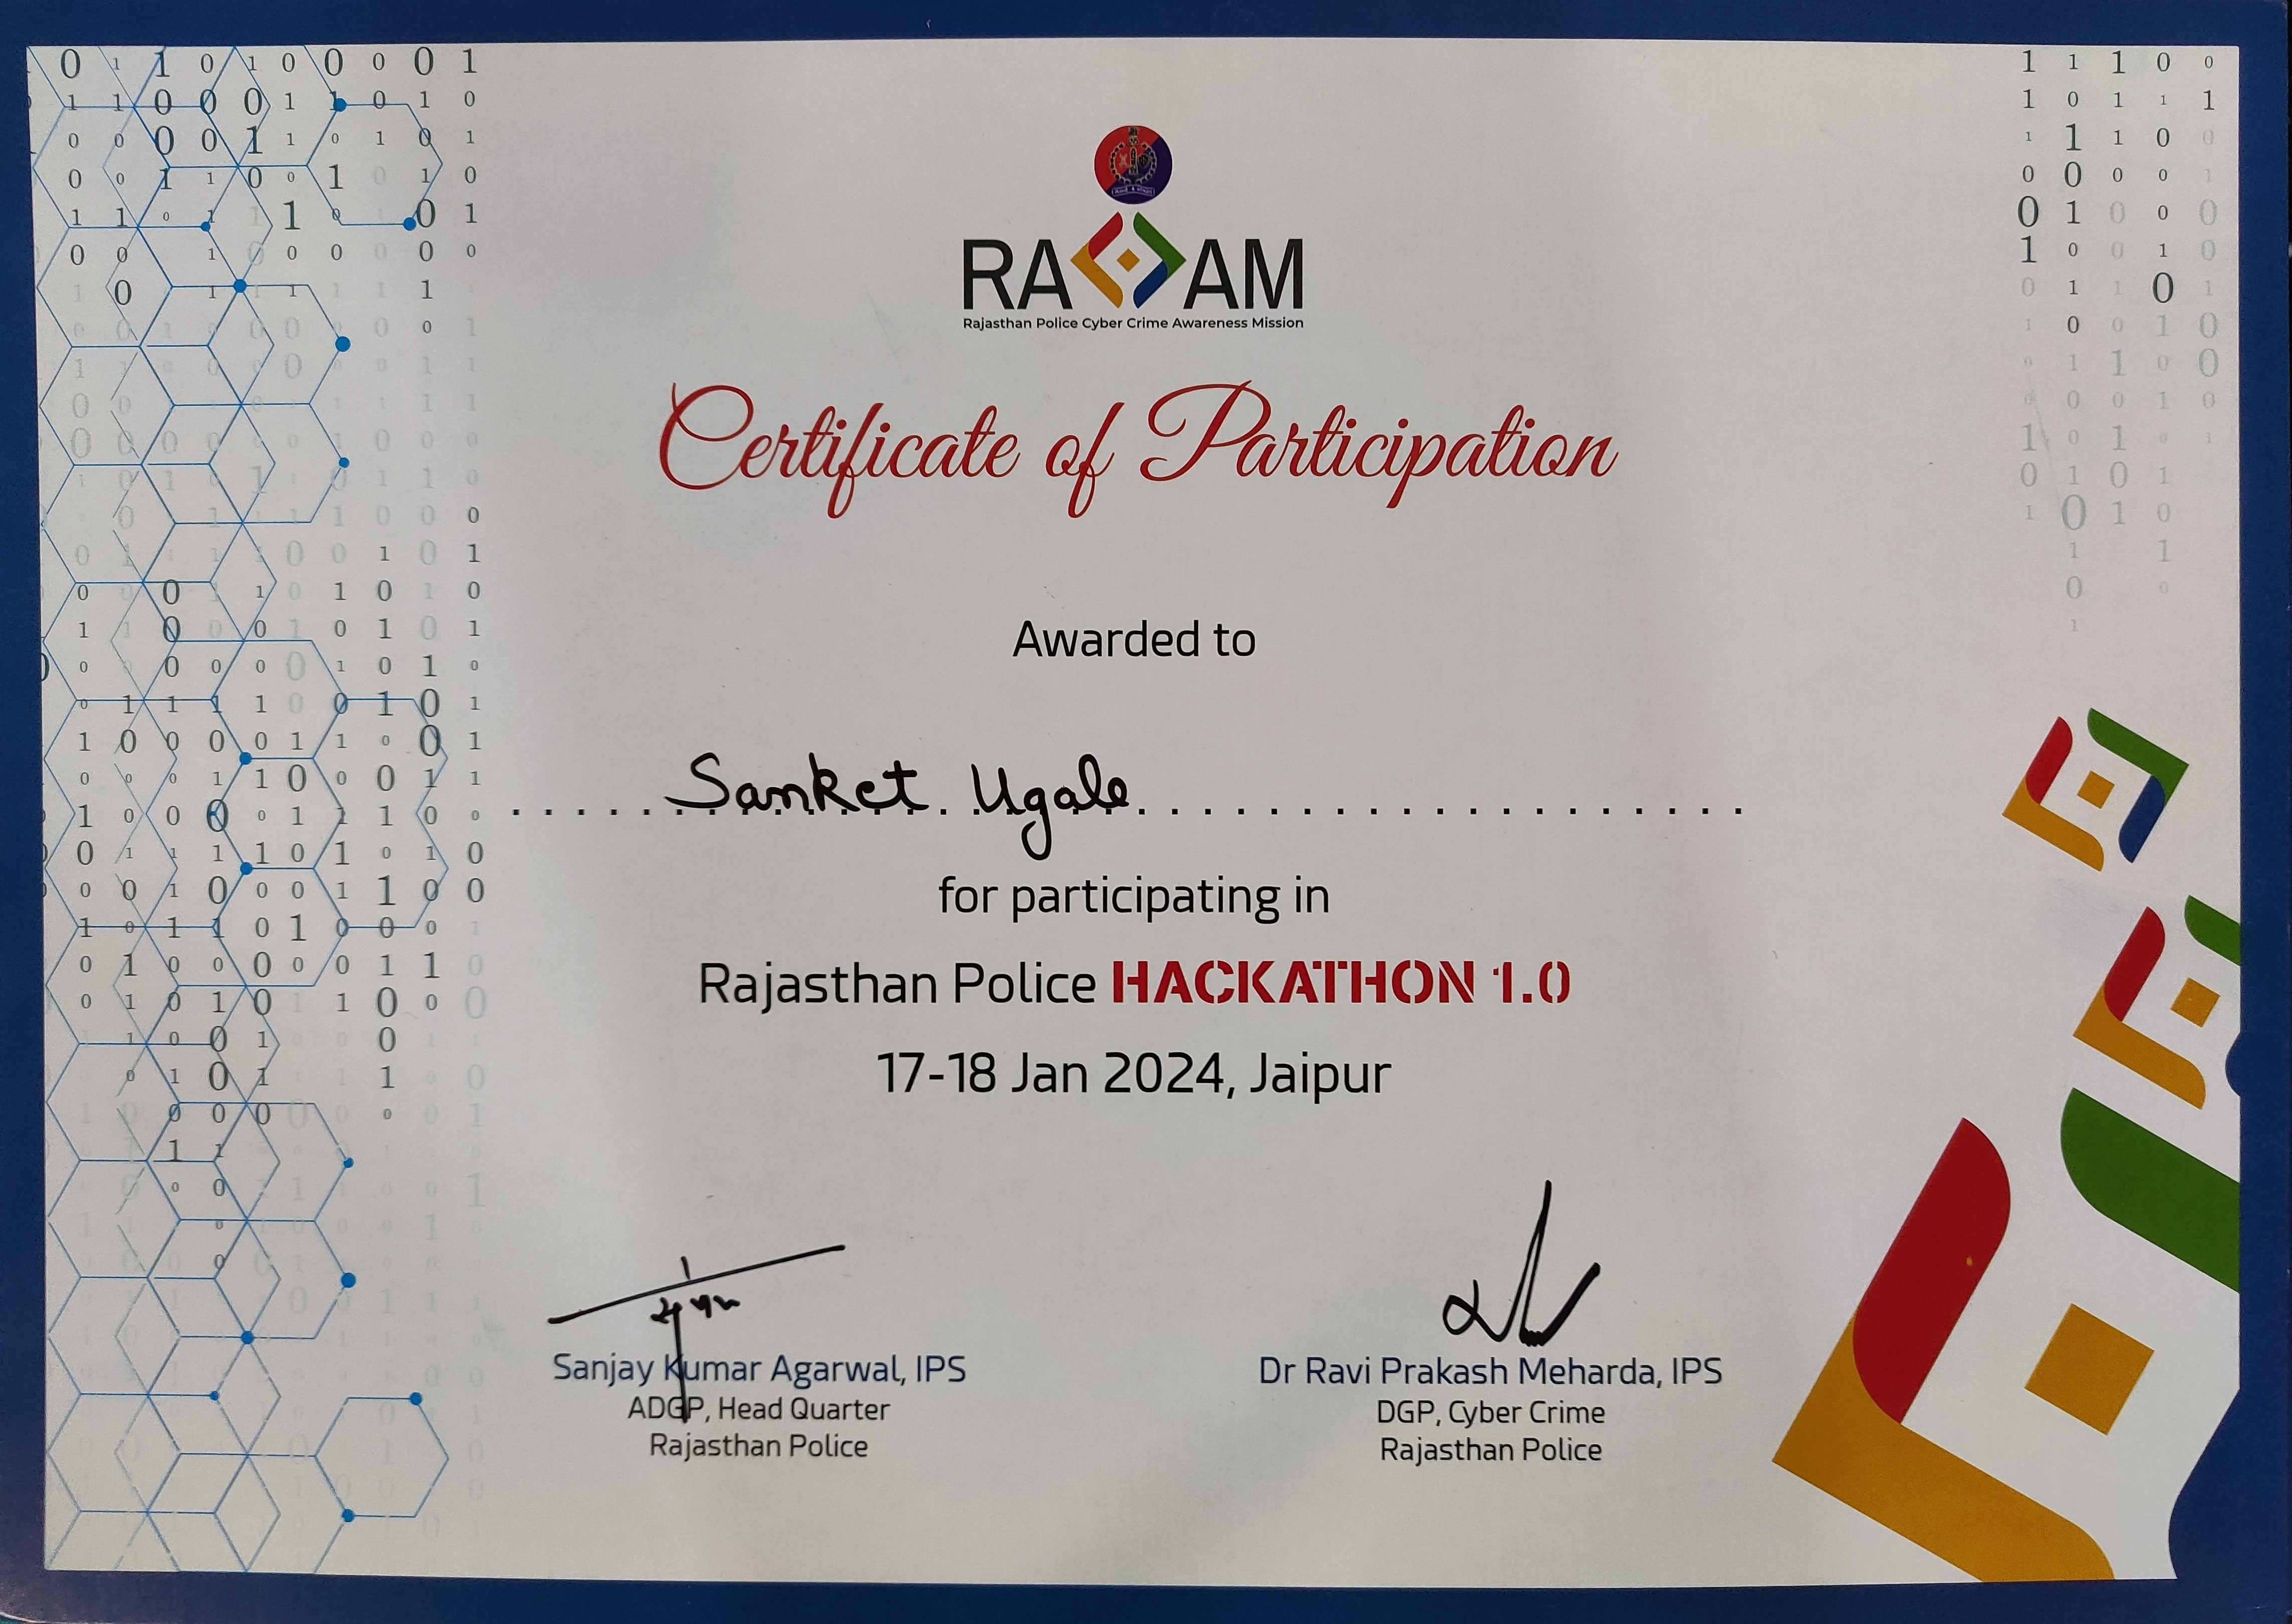 RA AM
Rajasthan Police Cyber Crime Awareness Mission
Certificate of Participation
Awarded to
Sanket Ugale
for participating in
Rajasthan Police HACKATHON 1.0
17-18 Jan 2024, Jaipur
Sanjay Kumar Agarwal, IPS
ADGP, Head Quarter
Rajasthan Police
Dr Ravi Prakash Meharda, IPS
DGP, Cyber Crime
Rajasthan Police